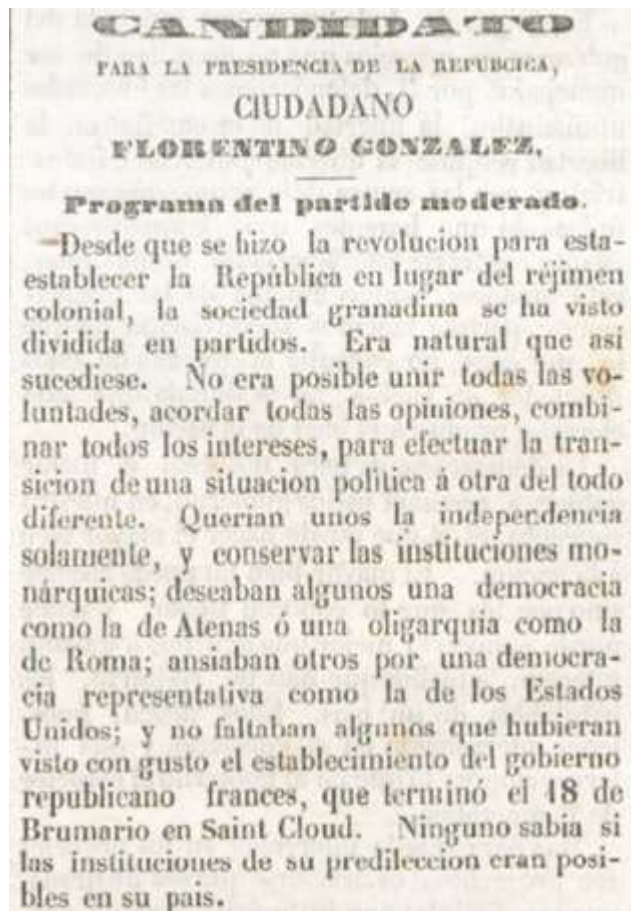 CANDIDATO
PARA LA PRESIDENCIA DE LA REPUBCICA,
CIUDADANO
FLORENTINO GONZALEZ.
Programa del partido moderado.
Desde que se hizo la revolucion para esta-
establecer la República en lugar del réjimen
colonial, la sociedad granadina se ha visto
dividida en partidos. Era natural que asi
sucediese. No era posible unir todas las vo-
luntades, acordar todas las opiniones, combi-
nar todos los intereses, para efectuar la tran-
sicion de una situacion politica á otra del todo
diferente. Querian unos la independencia
solamente, y conservar las instituciones mo-
nárquicas; deseaban algunos una democracia
como la de Atenas ó una oligarquia como la
de Roma; ansiaban otros por una democra-
cia representativa como la de los Estados
Unidos; y no faltaban algunos que hubieran
visto con gusto el establecimiento del gobierno
republicano frances, que terminó el 18 de
Brumario en Saint Cloud. Ninguno sabia si
las instituciones de su predileccion eran posi-
bles en su pais.